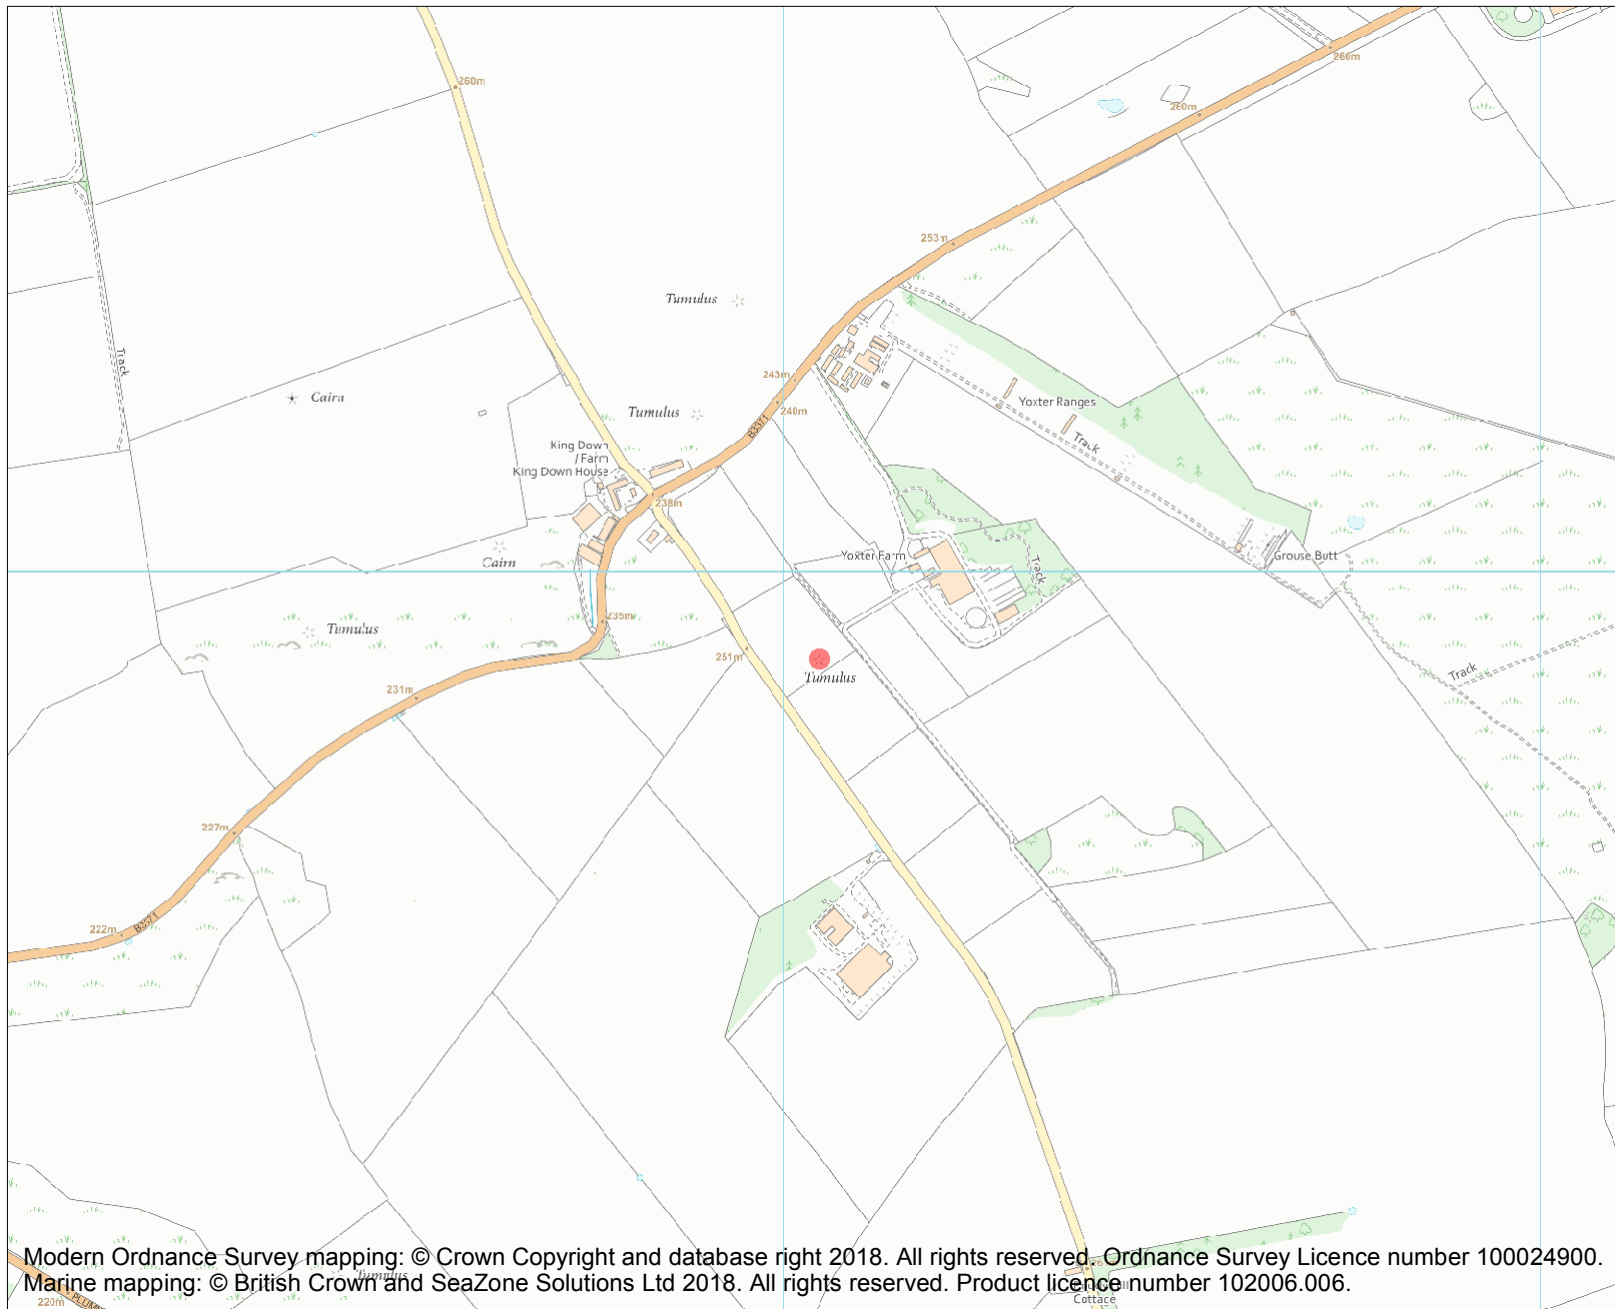 260m
260m
260m
253m
Tumulus
Track
243m
240m
Cairn
Tumulus
Yoxter Ranges
B3371
Track
King Down
Farm
King Down House
238m
Cairn
Yoxter Farm
Grouse Butt
Track
235m
Tumulus
251m
Tumulus
Track
231m
227m
222m
B3371
Modern Ordnance Survey mapping: © Crown Copyright and database right 2018. All rights reserved. Ordnance Survey Licence number 100024900.
Tumulus
Marine mapping: © British Crown and SeaZone Solutions Ltd 2018. All rights reserved. Product licence number 102006.006.
220m
Cottage